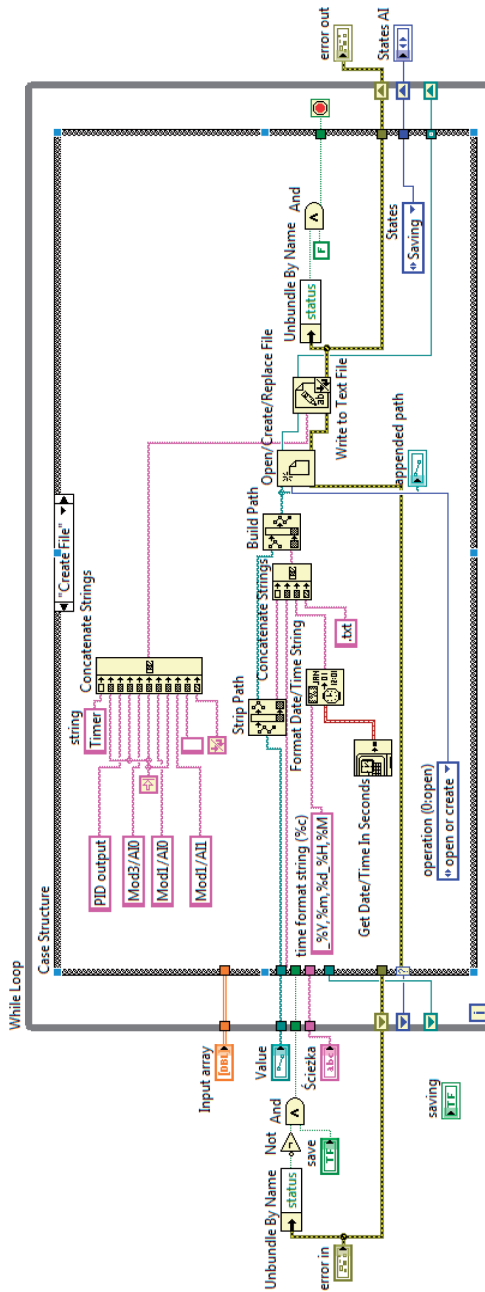 While Loop
Case Structure
"Create File"
string
Timer
Concatenate Strings
PID output
Mod3/AI0
Mod1/AI0
Mod1/AI1
Input array
[DBL]
Value
Ścieżka
abc
Strip Path
Concatenate Strings
Build Path
Open/Create/Replace File
Write to Text File
Unbundle By Name
status
And
F
time format string (%c)
_%Y,%m,%d_%H,%M
Format Date/Time String
.txt
Get Date/Time In Seconds
appended path
operation (0:open)
open or create
States
Saving
error out
States AI
Unbundle By Name
status
Not
And
save
TF
error in
saving
TF
i